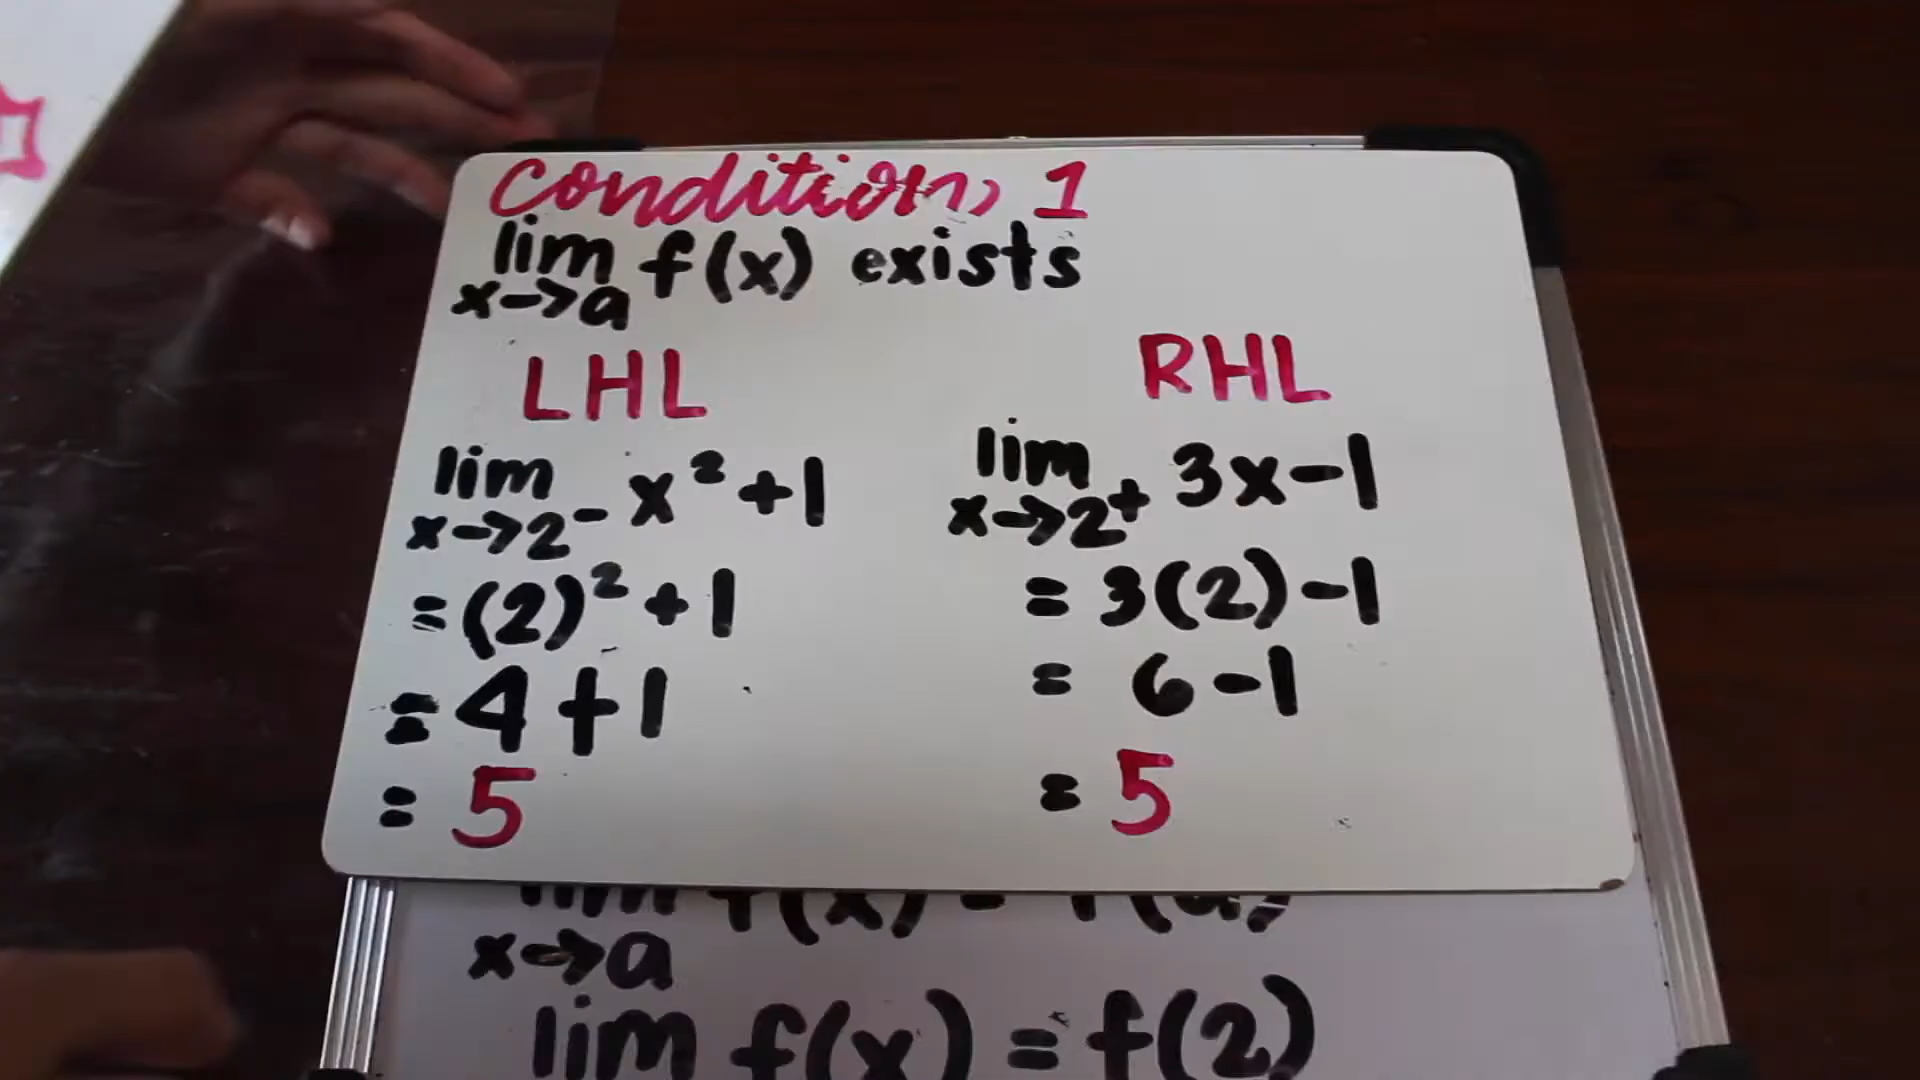 Condition 1
lim f(x) exists
x→a
LHL
lim x²+1
x→2⁻
=(2)²+1
=4+1
=5
RHL
lim 3x-1
x→2⁺
=3(2)-1
=6-1
=5
lim f(x) = f(a)
x→a
lim f(x) = f(2)